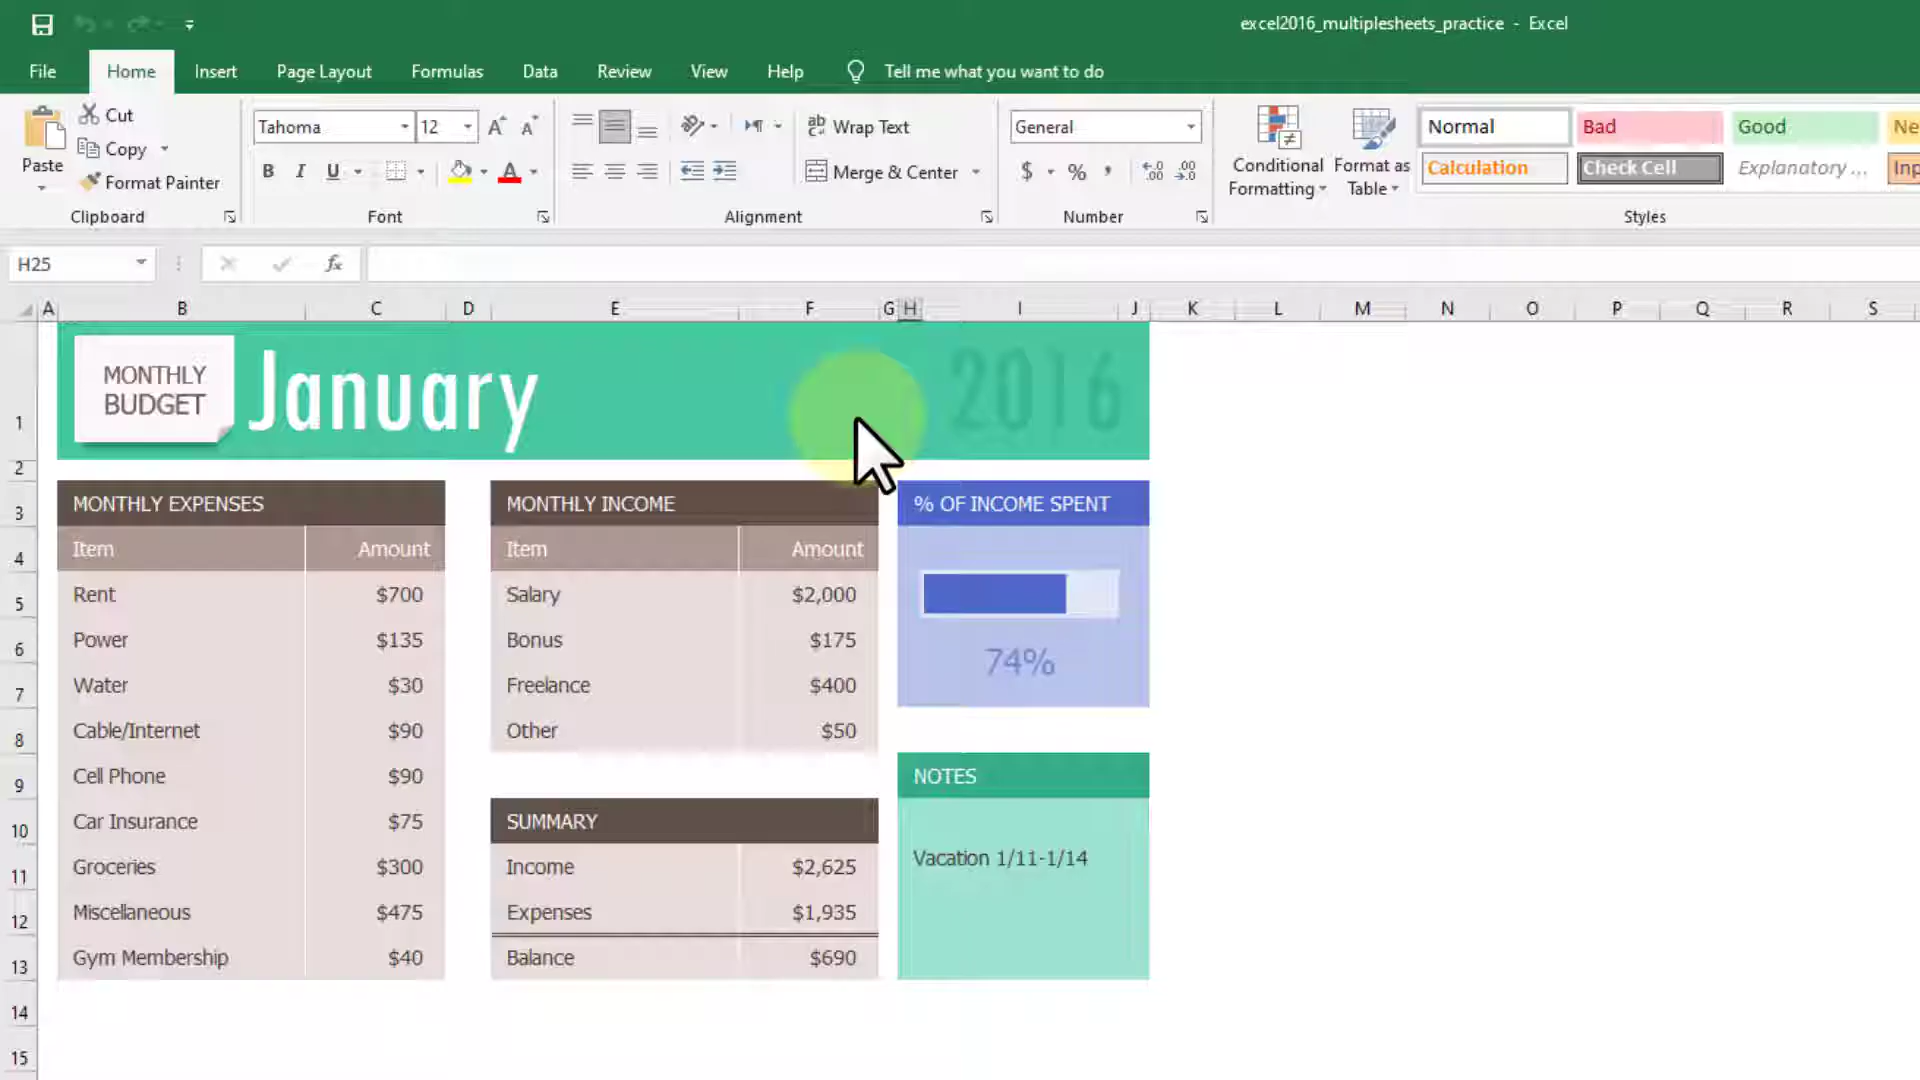 excel2016_multiplesheets_practice - Excel
File Home Insert Page Layout Formulas Data Review View Help Tell me what you want to do
Paste
Cut
Copy
Format Painter
Clipboard
Tahoma 12
B I U
Font
Wrap Text
Merge & Center
Alignment
General
$ % ,
Number
Conditional Formatting
Format as Table
Normal Bad Good
Calculation Check Cell Explanatory ...
Styles
H25 fx
A B C D E F G H I J K L M N O P Q R S
1 MONTHLY BUDGET January 2016
2
3 MONTHLY EXPENSES MONTHLY INCOME % OF INCOME SPENT
4 Item Amount Item Amount
5 Rent $700 Salary $2,000
6 Power $135 Bonus $175 74%
7 Water $30 Freelance $400
8 Cable/Internet $90 Other $50
9 Cell Phone $90 NOTES
10 Car Insurance $75 SUMMARY
11 Groceries $300 Income $2,625 Vacation 1/11-1/14
12 Miscellaneous $475 Expenses $1,935
13 Gym Membership $40 Balance $690
14
15